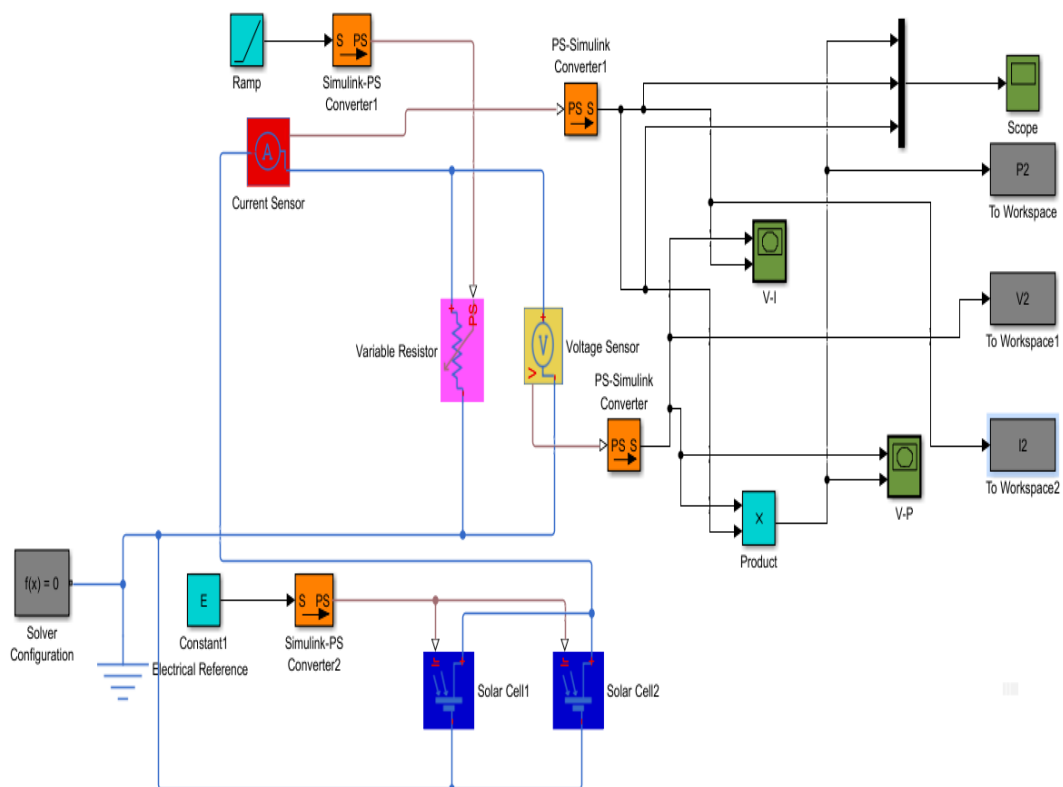 S PS
Ramp
Simulink-PS
Converter1
PS-Simulink
Converter1
PS S
Scope
A
Current Sensor
P2
To Workspace
V-I
V2
To Workspace1
+
PS
Variable Resistor
+
V
V
Voltage Sensor
PS-Simulink
Converter
PS S
I2
To Workspace2
V-P
X
Product
f(x) = 0
Solver
Configuration
E
Constant1
Electrical Reference
S PS
Simulink-PS
Converter2
Ir
+
Solar Cell1
Ir
+
Solar Cell2